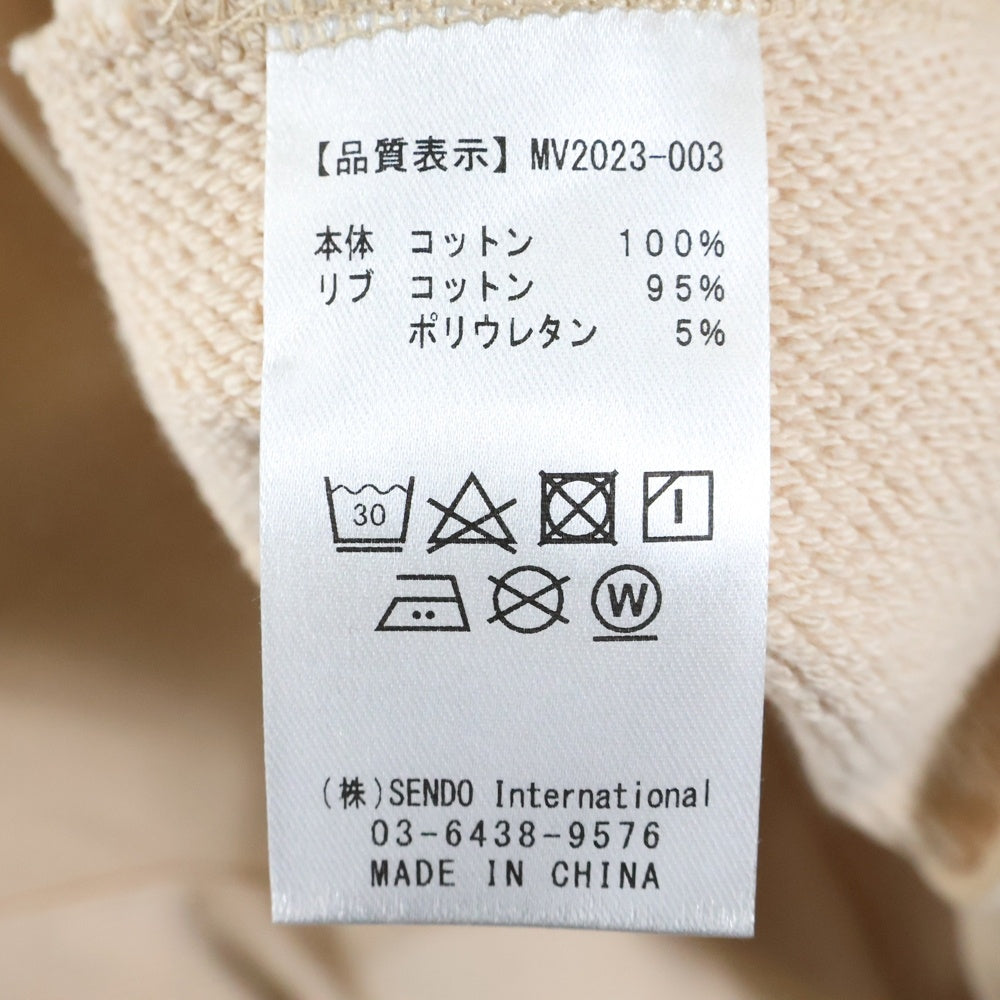 【品質表示】MV2023-003
本体 コットン 100%
リブ コットン 95%
ポリウレタン 5%
30
W
(株)SENDO International
03-6438-9576
MADE IN CHINA